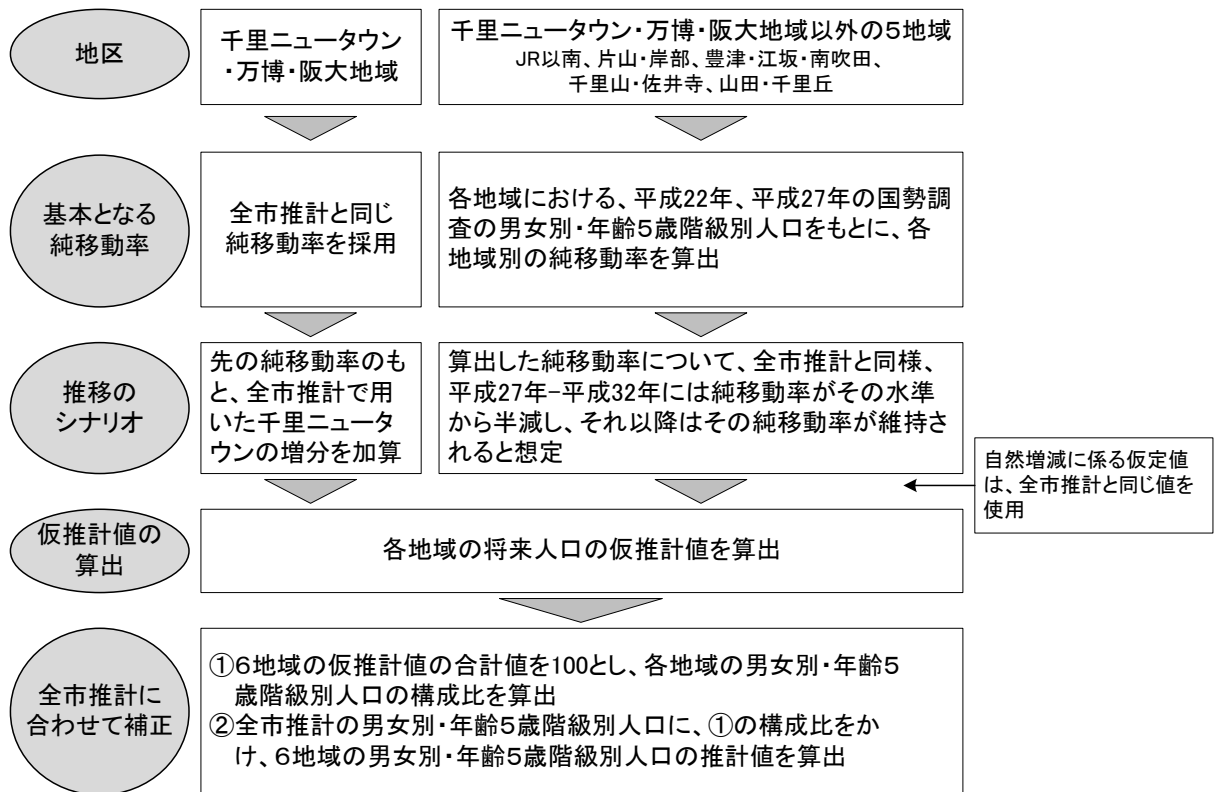 地区
千里ニュータウン
・万博・阪大地域
千里ニュータウン・万博・阪大地域以外の5地域
JR以南、片山・岸部、豊津・江坂・南吹田、
千里山・佐井寺、山田・千里丘
基本となる
純移動率
全市推計と同じ
純移動率を採用
各地域における、平成22年、平成27年の国勢調
査の男女別・年齢5歳階級別人口をもとに、各
地域別の純移動率を算出
推移の
シナリオ
先の純移動率のも
と、全市推計で用
いた千里ニュータ
ウンの増分を加算
算出した純移動率について、全市推計と同様、
平成27年-平成32年には純移動率がその水準
から半減し、それ以降はその純移動率が維持さ
れると想定
自然増減に係る仮定値
は、全市推計と同じ値を
使用
仮推計値の
算出
各地域の将来人口の仮推計値を算出
全市推計に
合わせて補正
①6地域の仮推計値の合計値を100とし、各地域の男女別・年齢5
歳階級別人口の構成比を算出
②全市推計の男女別・年齢5歳階級別人口に、①の構成比をか
け、6地域の男女別・年齢5歳階級別人口の推計値を算出